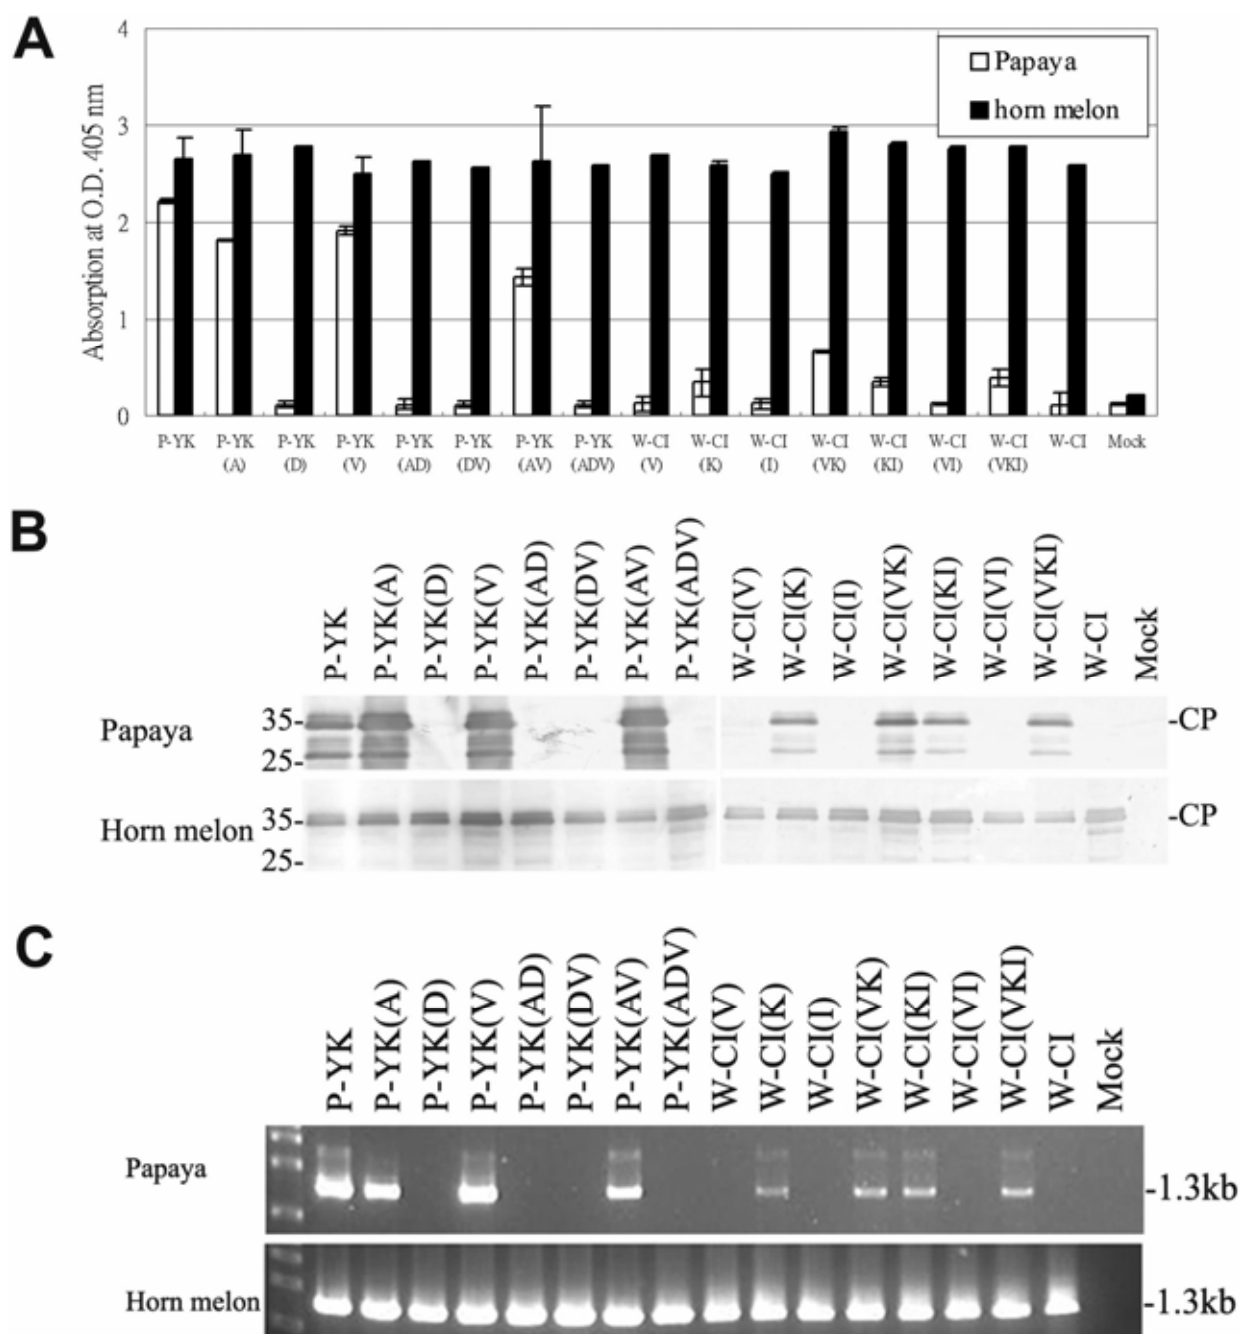 A
4
3
2
1
0
Absorption at O.D. 405 nm
Papaya
horn melon
P-YK P-YK P-YK P-YK P-YK P-YK P-YK P-YK W-CI W-CI W-CI W-CI W-CI W-CI W-CI W-CI Mock
(A) (D) (V) (AD) (DV) (AV) (ADV) (V) (K) (I) (VK) (KI) (VI) (VKI)
B
P-YK P-YK(A) P-YK(D) P-YK(V) P-YK(AD) P-YK(DV) P-YK(AV) P-YK(ADV) W-CI(V) W-CI(K) W-CI(I) W-CI(VK) W-CI(KI) W-CI(VI) W-CI(VKI) W-CI Mock
Papaya 35- -CP
25-
Horn melon 35- -CP
25-
C
P-YK P-YK(A) P-YK(D) P-YK(V) P-YK(AD) P-YK(DV) P-YK(AV) P-YK(ADV) W-CI(V) W-CI(K) W-CI(I) W-CI(VK) W-CI(KI) W-CI(VI) W-CI(VKI) W-CI Mock
Papaya -1.3kb
Horn melon -1.3kb